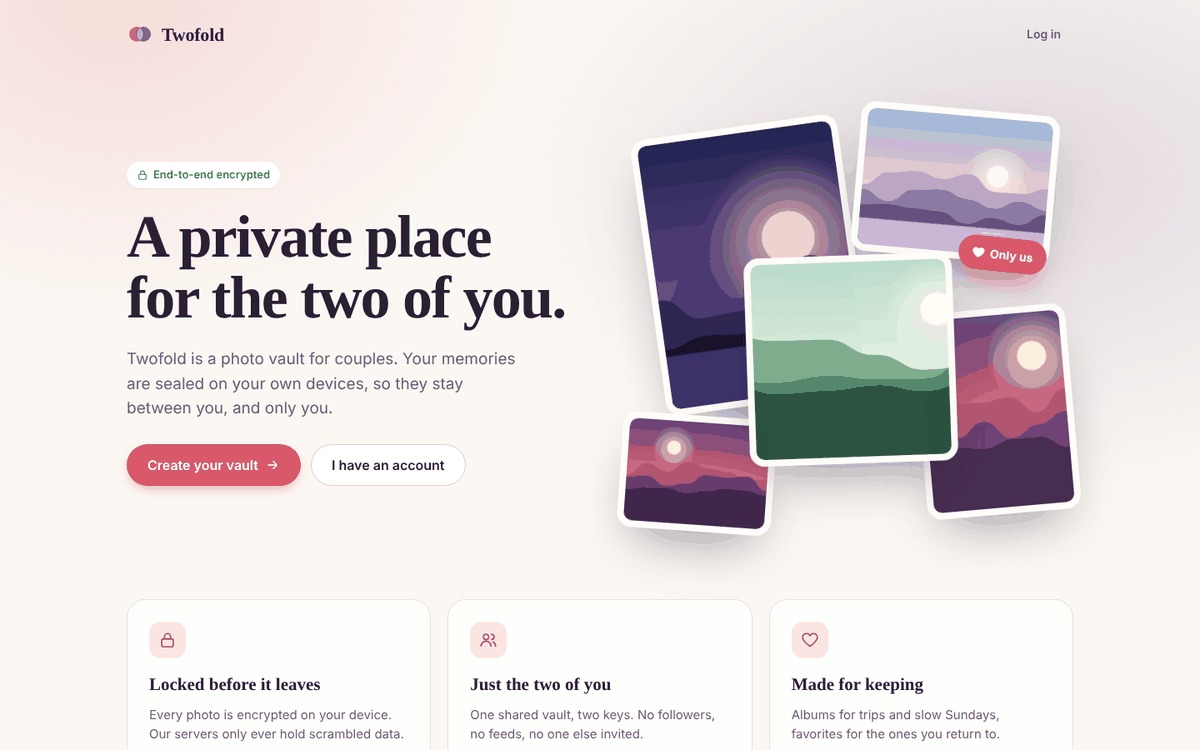 Twofold
Log in
End-to-end encrypted
A private place
for the two of you.
Twofold is a photo vault for couples. Your memories
are sealed on your own devices, so they stay
between you, and only you.
Create your vault →
I have an account
Only us
Locked before it leaves
Every photo is encrypted on your device.
Our servers only ever hold scrambled data.
Just the two of you
One shared vault, two keys. No followers,
no feeds, no one else invited.
Made for keeping
Albums for trips and slow Sundays,
favorites for the ones you return to.